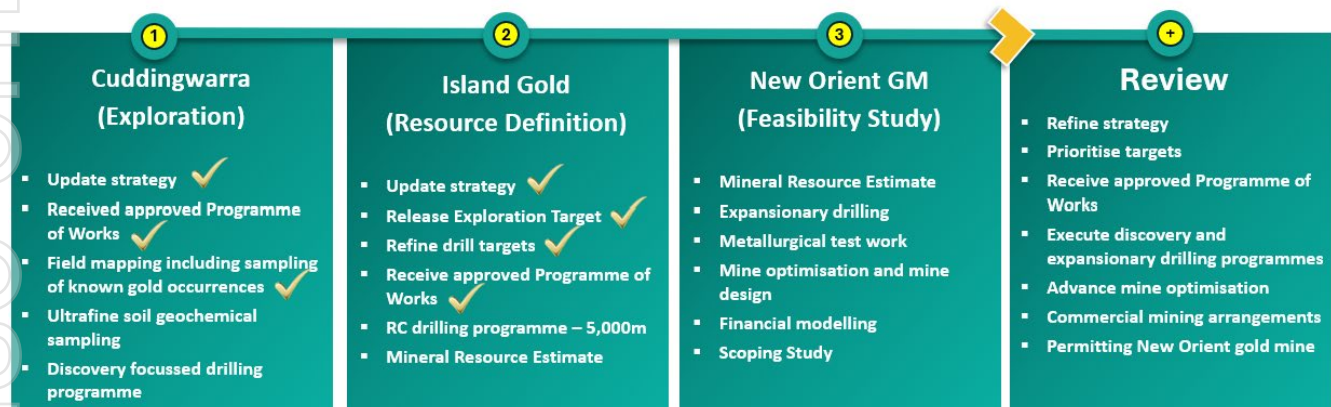 1
Cuddingwarra
(Exploration)
▪ Update strategy
▪ Received approved Programme
of Works
▪ Field mapping including sampling
of known gold occurrences
▪ Ultrafine soil geochemical
sampling
▪ Discovery focussed drilling
programme
2
Island Gold
(Resource Definition)
▪ Update strategy
▪ Release Exploration Target
▪ Refine drill targets
▪ Receive approved Programme of
Works
▪ RC drilling programme – 5,000m
▪ Mineral Resource Estimate
3
New Orient GM
(Feasibility Study)
▪ Mineral Resource Estimate
▪ Expansionary drilling
▪ Metallurgical test work
▪ Mine optimisation and mine
design
▪ Financial modelling
▪ Scoping Study
+
Review
▪ Refine strategy
▪ Prioritise targets
▪ Receive approved Programme of
Works
▪ Execute discovery and
expansionary drilling programmes
▪ Advance mine optimisation
▪ Commercial mining arrangements
▪ Permitting New Orient gold mine